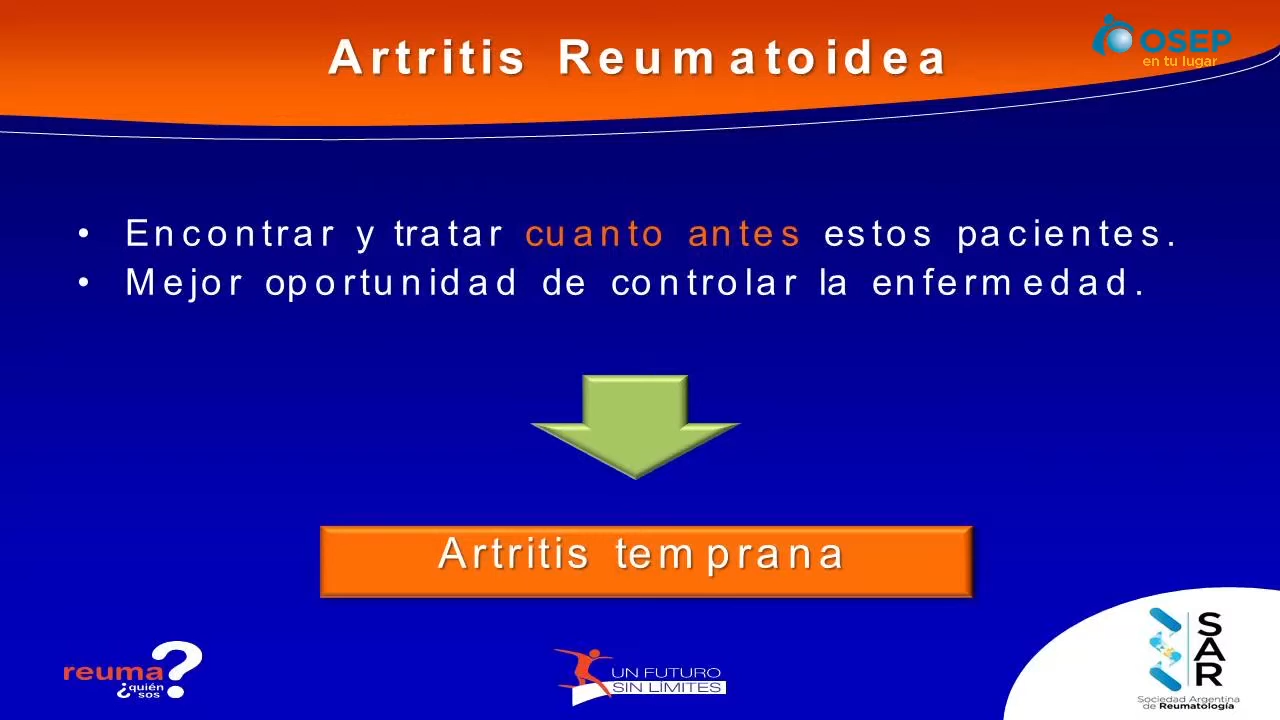 Artritis Reumatoidea
OSEP
en tu lugar
• Encontrar y tratar cuanto antes estos pacientes.
• Mejor oportunidad de controlar la enfermedad.
Artritis temprana
reuma?
¿quién
sos
UN FUTURO
SIN LÍMITES
SAR
Sociedad Argentina
de Reumatología